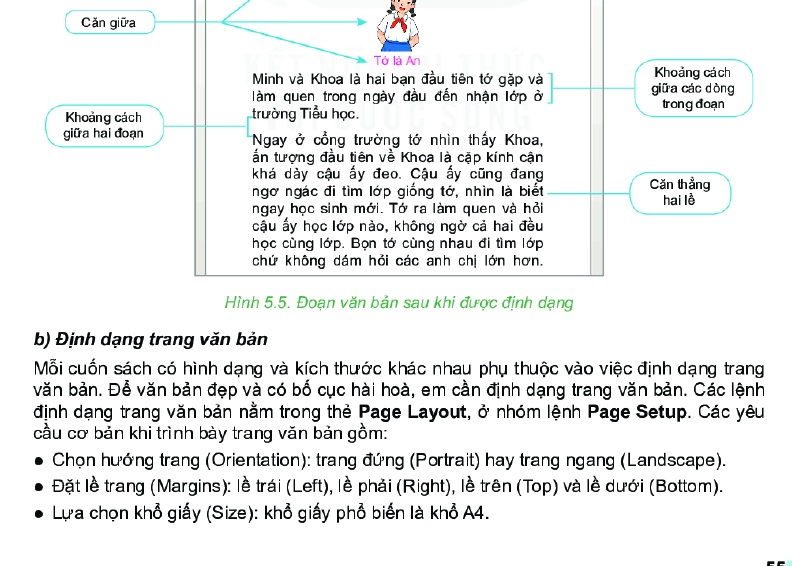 Căn giữa
KẾT NỐI TRI THỨC
Tớ là An
Minh và Khoa là hai bạn đầu tiên tớ gặp và
làm quen trong ngày đầu đến nhận lớp ở
trường Tiểu học.
Khoảng cách
giữa các dòng
trong đoạn
Khoảng cách
giữa hai đoạn
CUỘC SỐNG
Ngay ở cổng trường tớ nhìn thấy Khoa,
ấn tượng đầu tiên về Khoa là cặp kính cận
khá dày cậu ấy đeo. Cậu ấy cũng đang
ngơ ngác đi tìm lớp giống tớ, nhìn là biết
ngay học sinh mới. Tớ ra làm quen và hỏi
cậu ấy học lớp nào, không ngờ cả hai đều
học cùng lớp. Bọn tớ cùng nhau đi tìm lớp
chứ không dám hỏi các anh chị lớn hơn.
Căn thẳng
hai lề
Hình 5.5. Đoạn văn bản sau khi được định dạng
b) Định dạng trang văn bản
Mỗi cuốn sách có hình dạng và kích thước khác nhau phụ thuộc vào việc định dạng trang
văn bản. Để văn bản đẹp và có bố cục hài hoà, em cần định dạng trang văn bản. Các lệnh
định dạng trang văn bản nằm trong thẻ Page Layout, ở nhóm lệnh Page Setup. Các yêu
cầu cơ bản khi trình bày trang văn bản gồm:
● Chọn hướng trang (Orientation): trang đứng (Portrait) hay trang ngang (Landscape).
● Đặt lề trang (Margins): lề trái (Left), lề phải (Right), lề trên (Top) và lề dưới (Bottom).
● Lựa chọn khổ giấy (Size): khổ giấy phổ biến là khổ A4.
55